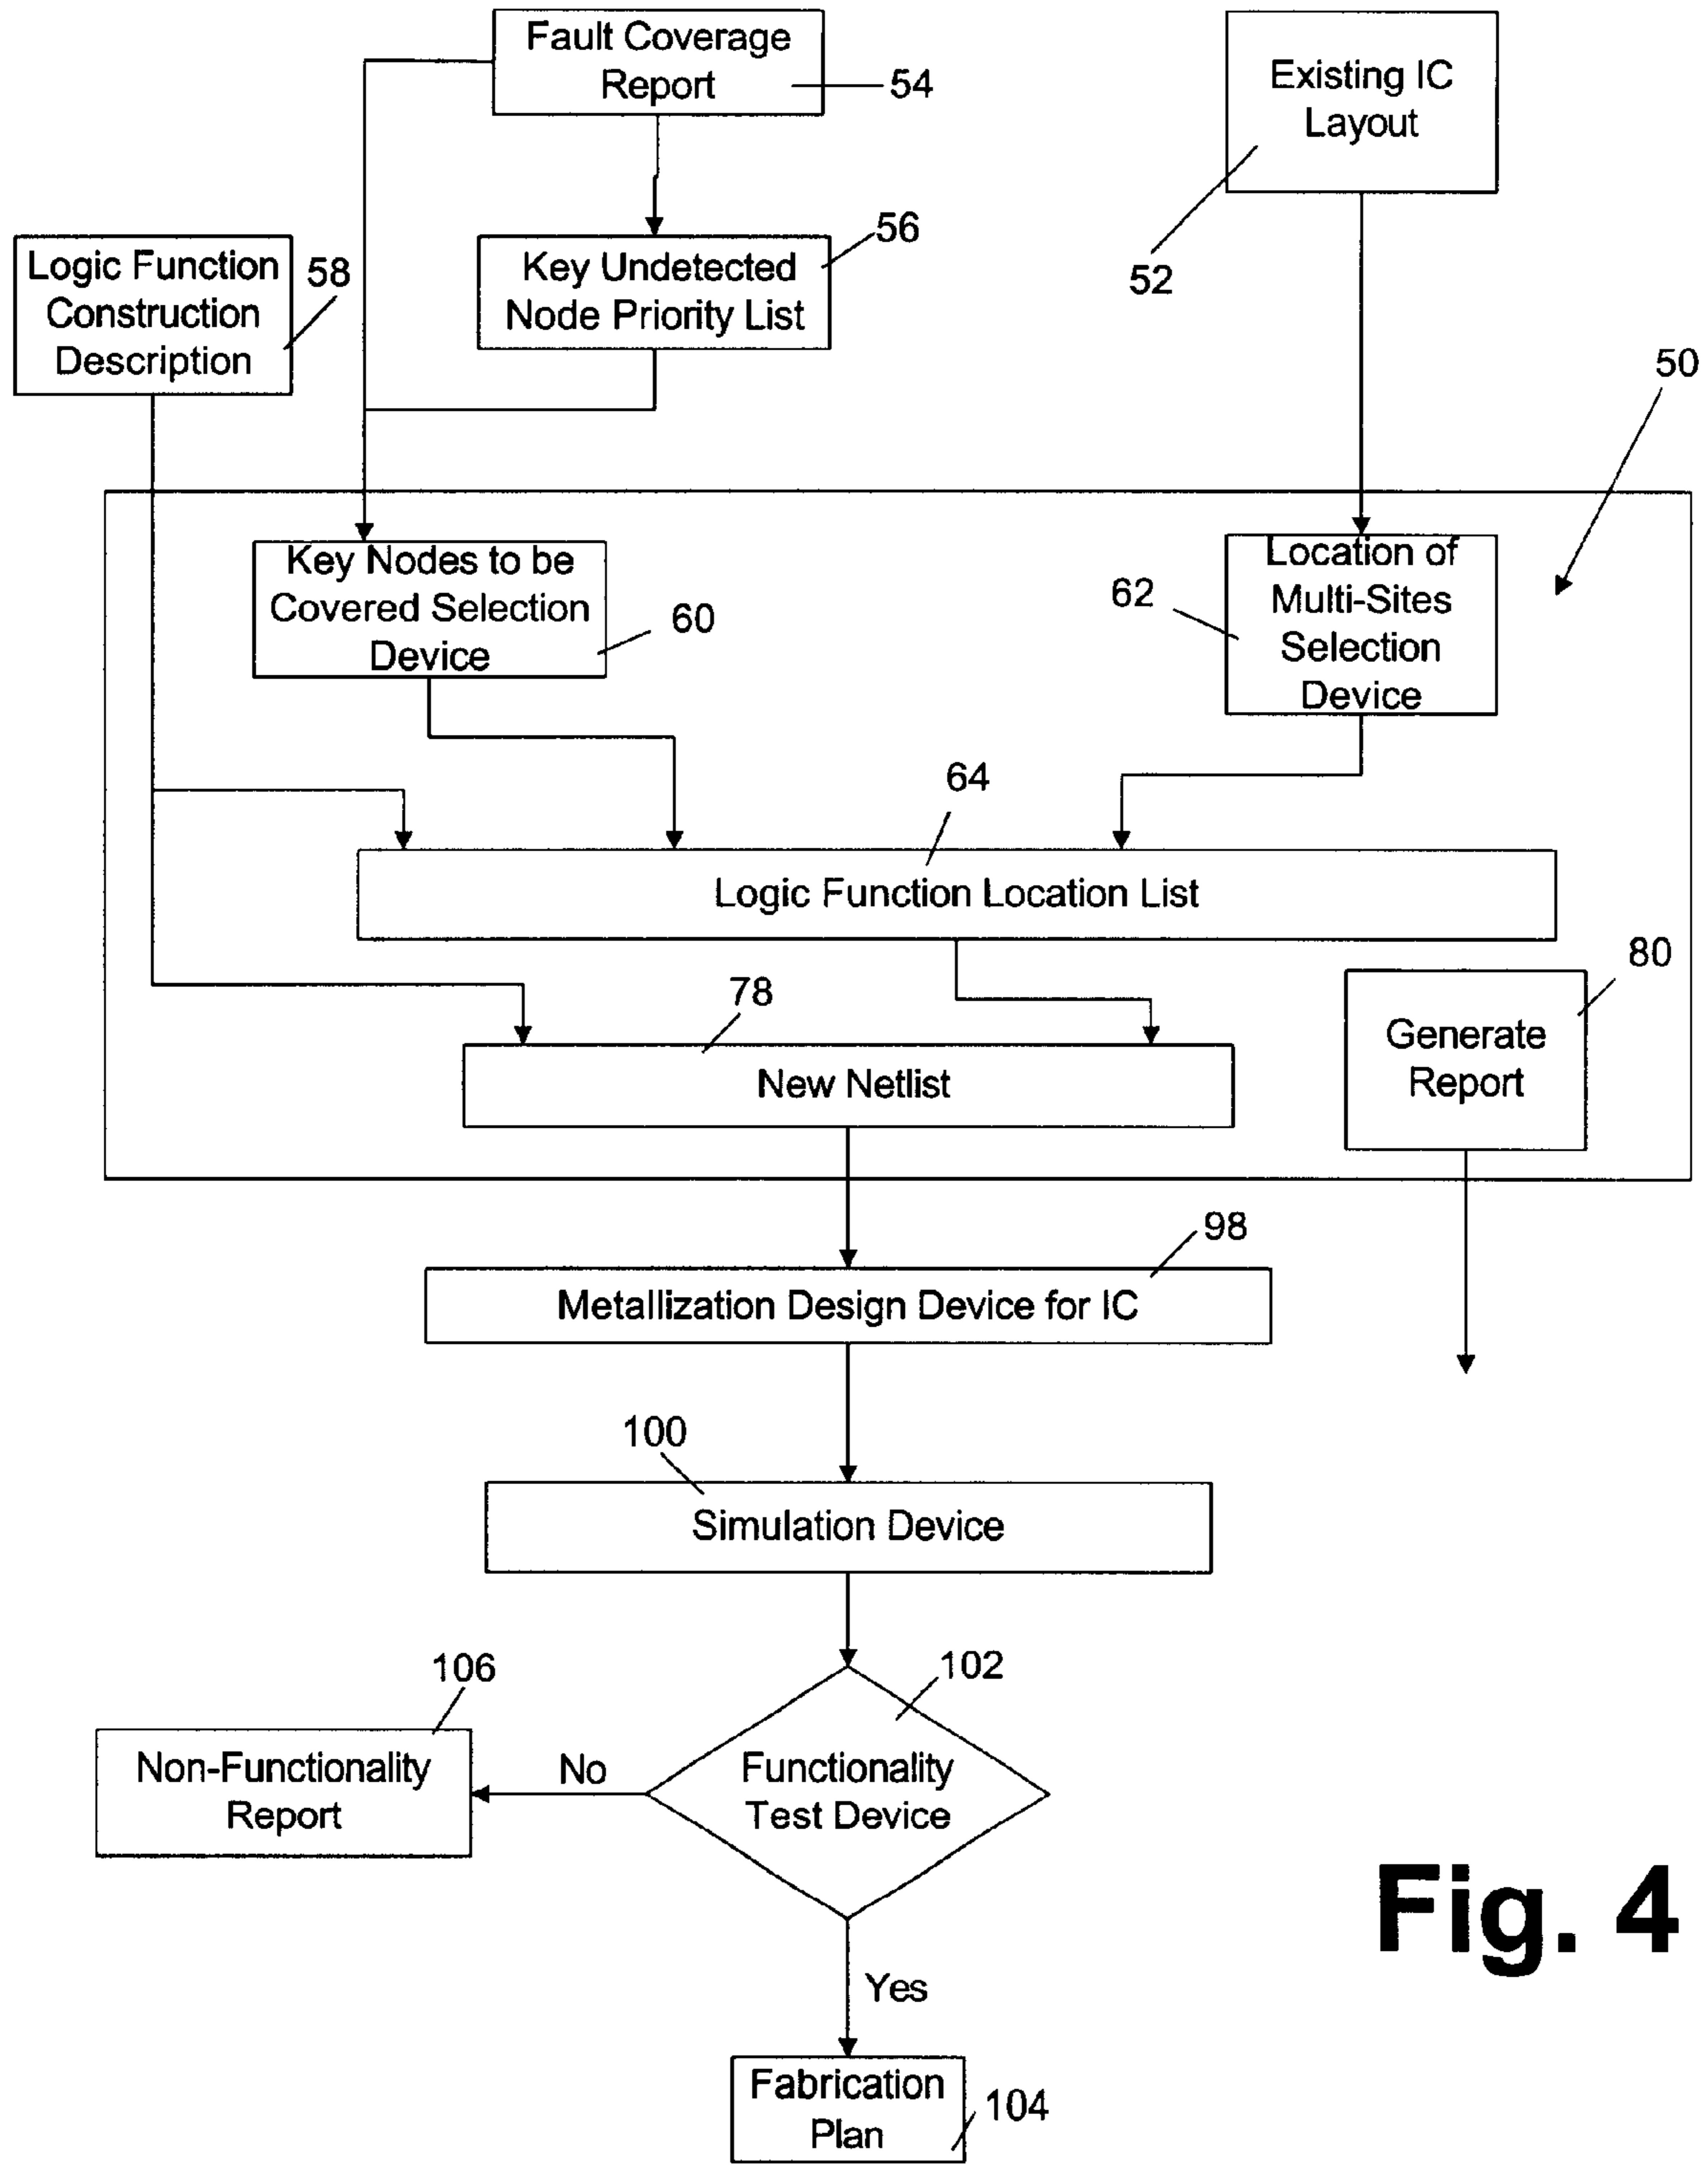 Fault Coverage
Report
54
Existing IC
Layout
52
Logic Function
Construction
Description
58
Key Undetected
Node Priority List
56
50
Key Nodes to be
Covered Selection
Device
60
Location of
Multi-Sites
Selection
Device
62
64
Logic Function Location List
78
New Netlist
80
Generate
Report
98
Metallization Design Device for IC
100
Simulation Device
102
Functionality
Test Device
106
Non-Functionality
Report
No
Yes
Fabrication
Plan
104
Fig. 4